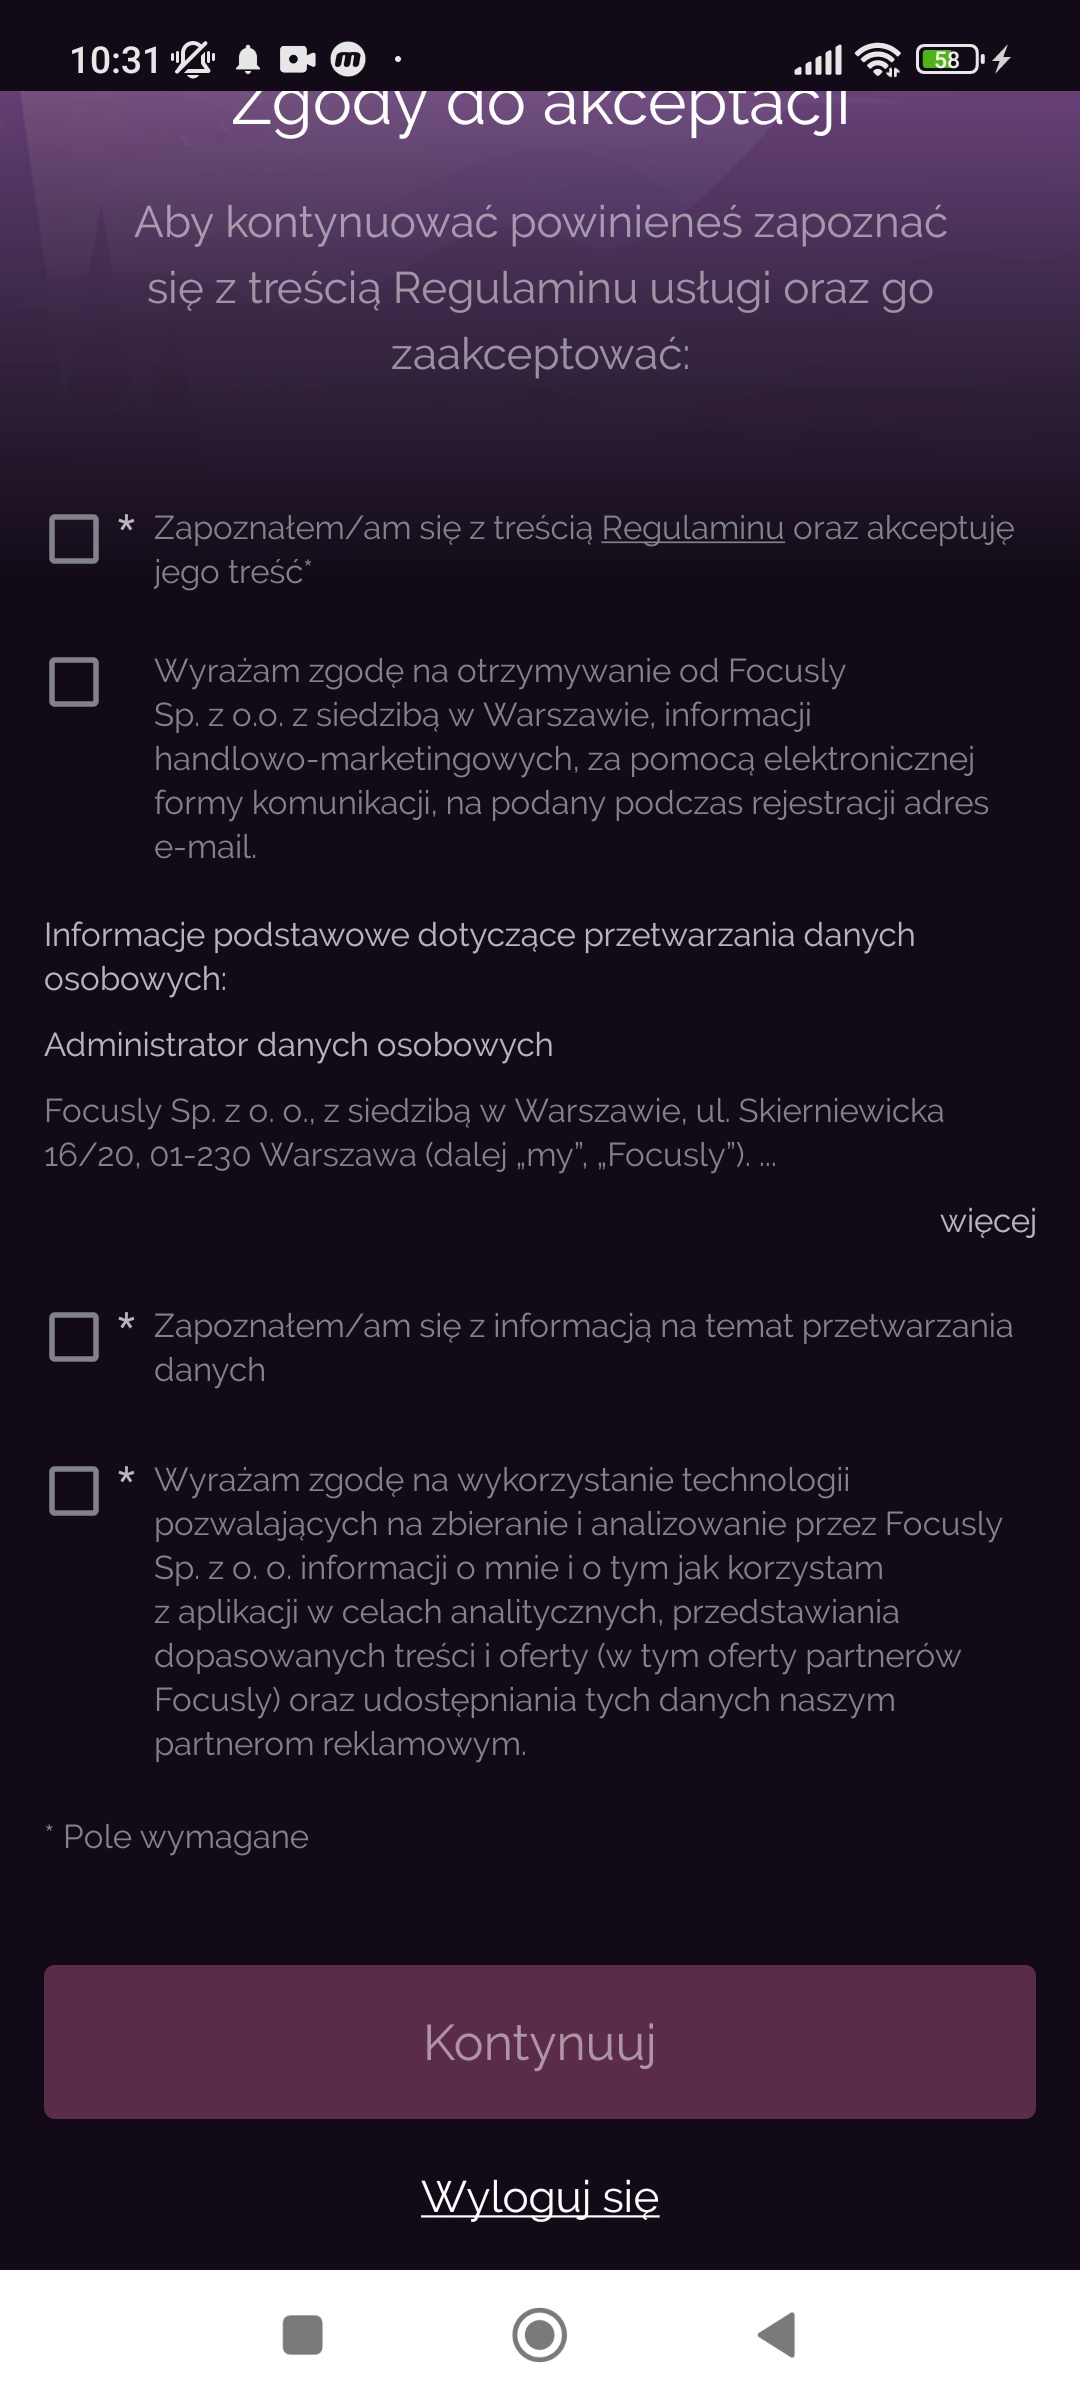 10:31
58
Zgody do akceptacji
Aby kontynuować powinieneś zapoznać
się z treścią Regulaminu usługi oraz go
zaakceptować:
* Zapoznałem/am się z treścią Regulaminu oraz akceptuję
jego treść*
Wyrażam zgodę na otrzymywanie od Focusly
Sp. z o.o. z siedzibą w Warszawie, informacji
handlowo-marketingowych, za pomocą elektronicznej
formy komunikacji, na podany podczas rejestracji adres
e-mail.
Informacje podstawowe dotyczące przetwarzania danych
osobowych:
Administrator danych osobowych
Focusly Sp. z o. o., z siedzibą w Warszawie, ul. Skierniewicka
16/20, 01-230 Warszawa (dalej „my”, „Focusly”). ...
więcej
* Zapoznałem/am się z informacją na temat przetwarzania
danych
* Wyrażam zgodę na wykorzystanie technologii
pozwalających na zbieranie i analizowanie przez Focusly
Sp. z o. o. informacji o mnie i o tym jak korzystam
z aplikacji w celach analitycznych, przedstawiania
dopasowanych treści i oferty (w tym oferty partnerów
Focusly) oraz udostępniania tych danych naszym
partnerom reklamowym.
* Pole wymagane
Kontynuuj
Wyloguj się